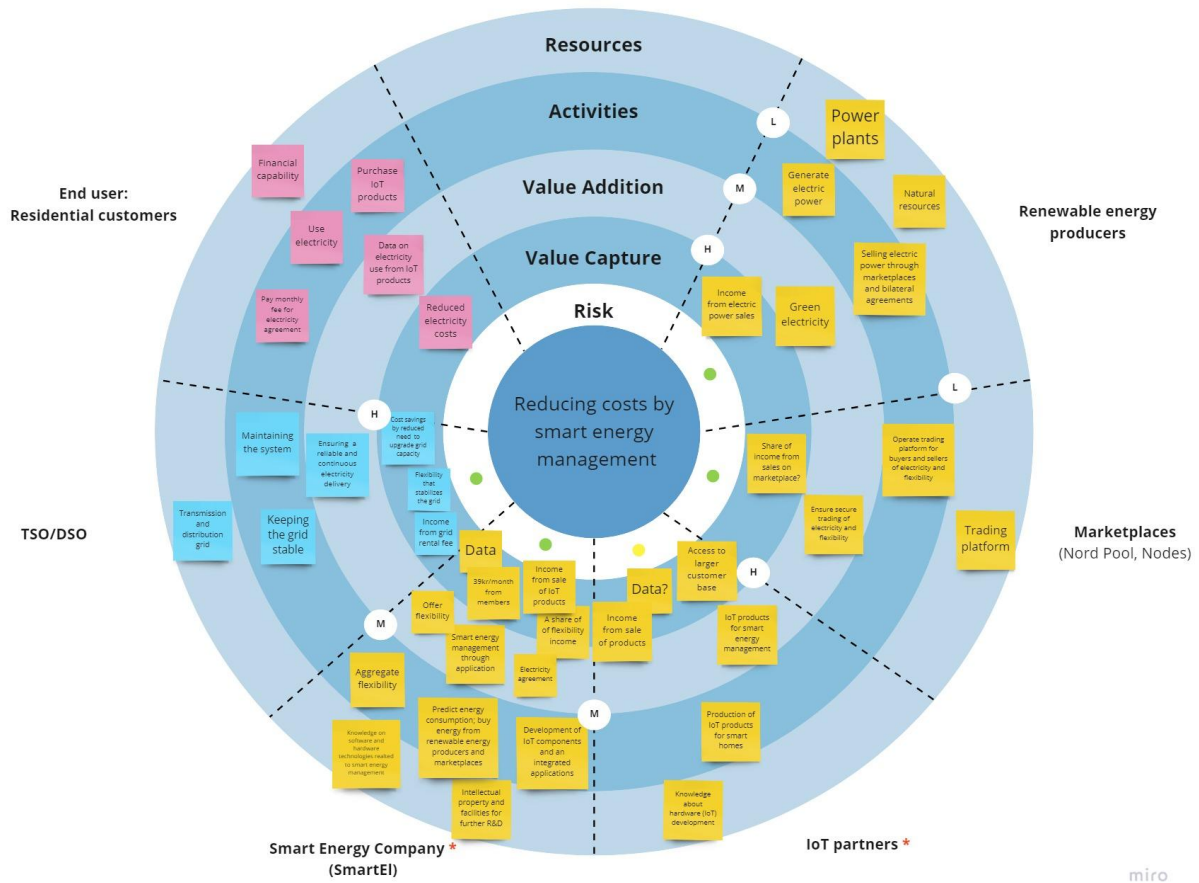 Resources
Activities
Value Addition
Value Capture
Risk
Reducing costs by
smart energy
management
End user:
Residential customers
Financial
capability
Purchase
IoT
products
Use
electricity
Data on
electricity
use from IoT
products
Pay monthly
fee for
electricity
agreement
Reduced
electricity
costs
L
M
H
Renewable energy
producers
Power
plants
Generate
electric
power
Natural
resources
Selling electric
power through
marketplaces
and bilateral
agreements
Income
from electric
power sales
Green
electricity
L
Marketplaces
(Nord Pool, Nodes)
Share of
income from
sales on
marketplace?
Operate trading
platform for
buyers and sellers
of electricity and
flexibility
Ensure secure
trading of
electricity and
flexibility
Trading
platform
H
TSO/DSO
H
Maintaining
the system
Ensuring a
reliable and
continuous
electricity
delivery
Cost savings
by reduced
need to
upgrade grid
capacity
Flexibility
that
stabilizes
the grid
Income
from grid
rental fee
Transmission
and
distribution
grid
Keeping
the grid
stable
M
Smart Energy Company *
(SmartEl)
Data
39kr/month
from
members
Income
from sale
of IoT
products
A share of
of flexibility
income
Offer
flexibility
Smart energy
management
through
application
Electricity
agreement
Aggregate
flexibility
Predict energy
consumption; buy
energy from
renewable energy
producers and
marketplaces
Development of
IoT components
and an
integrated
applications
Knowledge on
software and
hardware
technologies realted
to smart energy
management
Intellectual
property and
facilities for
further R&D
M
IoT partners *
Data?
Access to
larger
customer
base
Income
from sale
of products
IoT products
for smart
energy
management
Production of
IoT products
for smart
homes
Knowledge
about
hardware (IoT)
development
miro